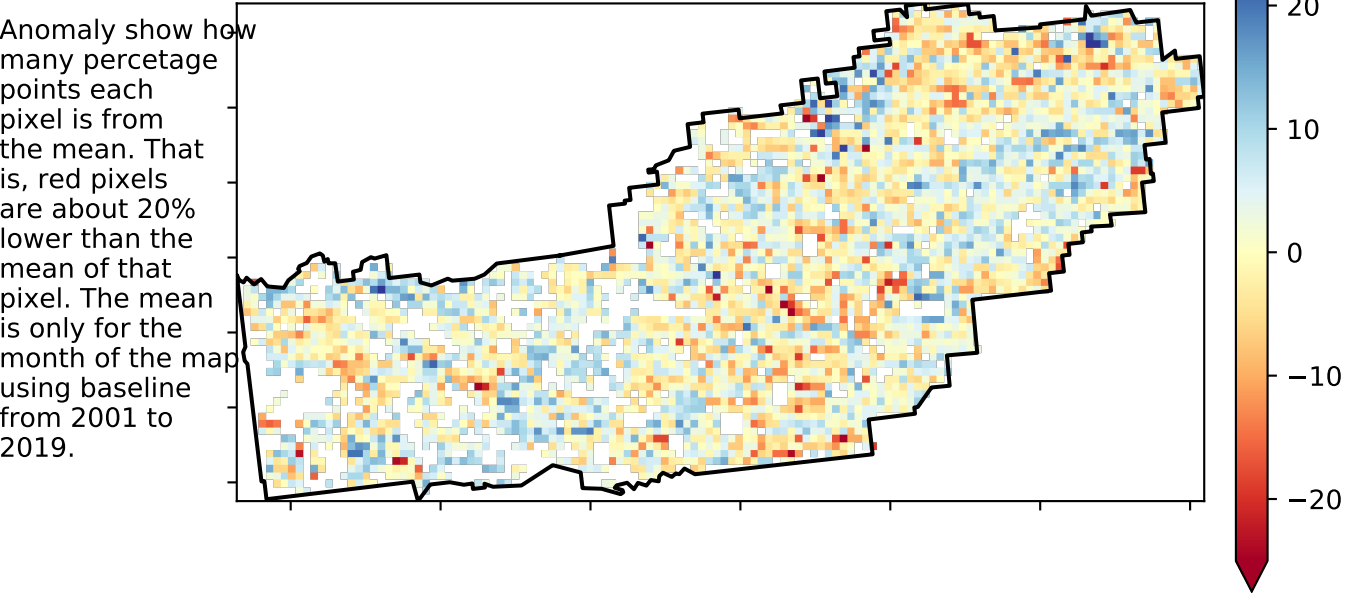 Anomaly show how
many percetage
points each
pixel is from
the mean. That
is, red pixels
are about 20%
lower than the
mean of that
pixel. The mean
is only for the
month of the map
using baseline
from 2001 to
2019.
20
10
0
−10
−20